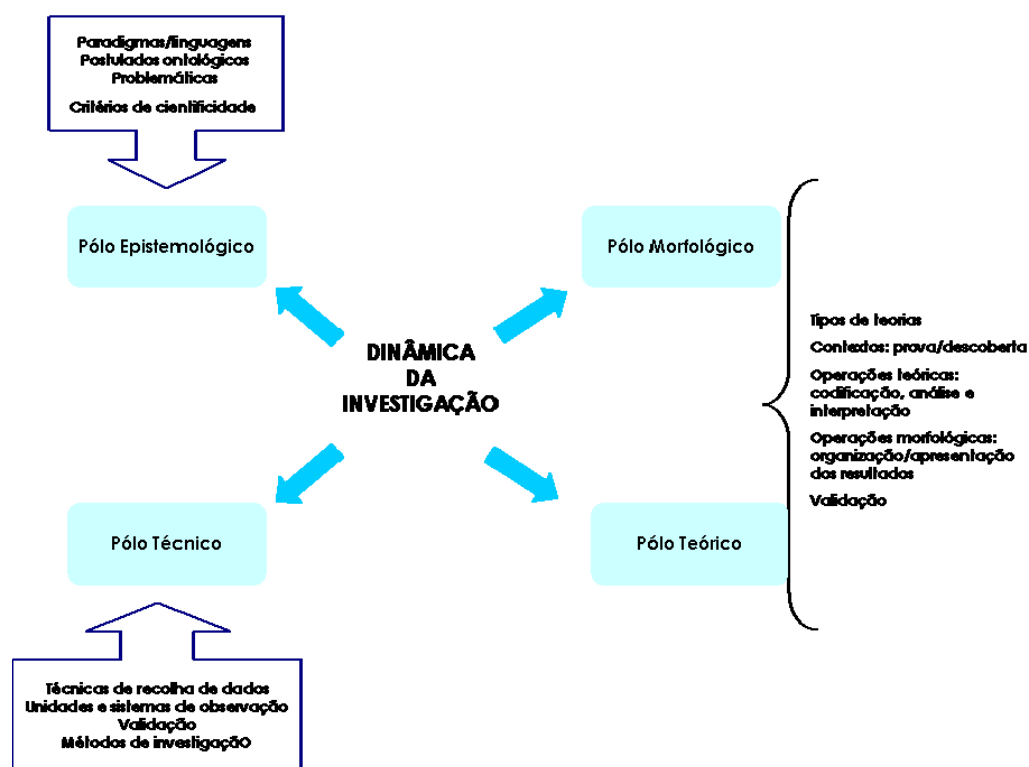 Paradigmas/linguagens
Postulados ontológicos
Problemáticas
Critérios de cientificidade
Pólo Epistemológico
Pólo Morfológico
DINÂMICA
DA
INVESTIGAÇÃO
Tipos de teorias
Contextos: prova/descoberta
Operações teóricas:
codificação, análise e
interpretação
Operações morfológicas:
organização/apresentação
dos resultados
Validação
Pólo Técnico
Pólo Teórico
Técnicas de recolha de dados
Unidades e sistemas de observação
Validação
Métodos de investigaçãO